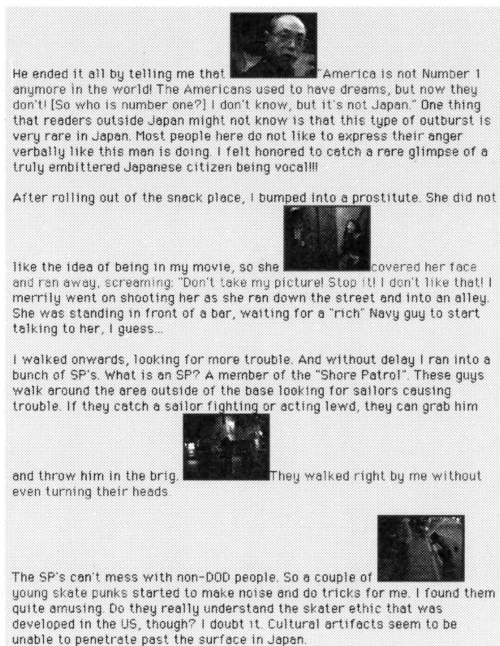 He ended it all by telling me that "America is not Number 1
anymore in the world! The Americans used to have dreams, but now they
don't! [So who is number one?] I don't know, but it's not Japan." One thing
that readers outside Japan might not know is that this type of outburst is
very rare in Japan. Most people here do not like to express their anger
verbally like this man is doing. I felt honored to catch a rare glimpse of a
truly embittered Japanese citizen being vocal!!!
After rolling out of the snack place, I bumped into a prostitute. She did not
like the idea of being in my movie, so she covered her face
and ran away, screaming: "Don't take my picture! Stop it! I don't like that! I
merrily went on shooting her as she ran down the street and into an alley.
She was standing in front of a bar, waiting for a "rich" Navy guy to start
talking to her, I guess...
I walked onwards, looking for more trouble. And without delay I ran into a
bunch of SP's. What is an SP? A member of the "Shore Patrol". These guys
walk around the area outside of the base looking for sailors causing
trouble. If they catch a sailor fighting or acting lewd, they can grab him
and throw him in the brig. They walked right by me without
even turning their heads.
The SP's can't mess with non-DOD people. So a couple of
young skate punks started to make noise and do tricks for me. I found them
quite amusing. Do they really understand the skater ethic that was
developed in the US, though? I doubt it. Cultural artifacts seem to be
unable to penetrate past the surface in Japan.